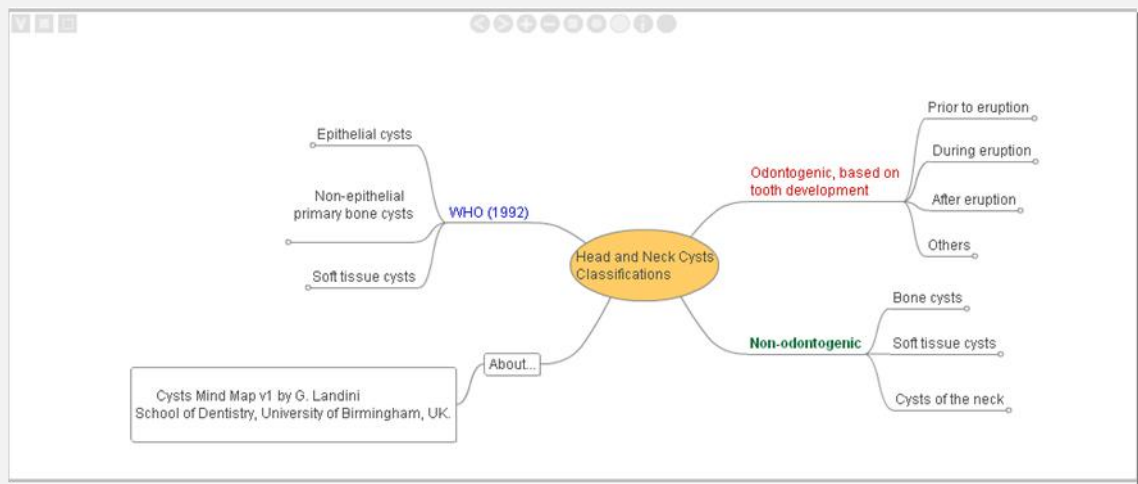 Epithelial cysts
Non-epithelial
primary bone cysts
Soft tissue cysts
WHO (1992)
Head and Neck Cysts
Classifications
Odontogenic, based on
tooth development
Prior to eruption
During eruption
After eruption
Others
Non-odontogenic
Bone cysts
Soft tissue cysts
Cysts of the neck
About...
Cysts Mind Map v1 by G. Landini
School of Dentistry, University of Birmingham, UK.